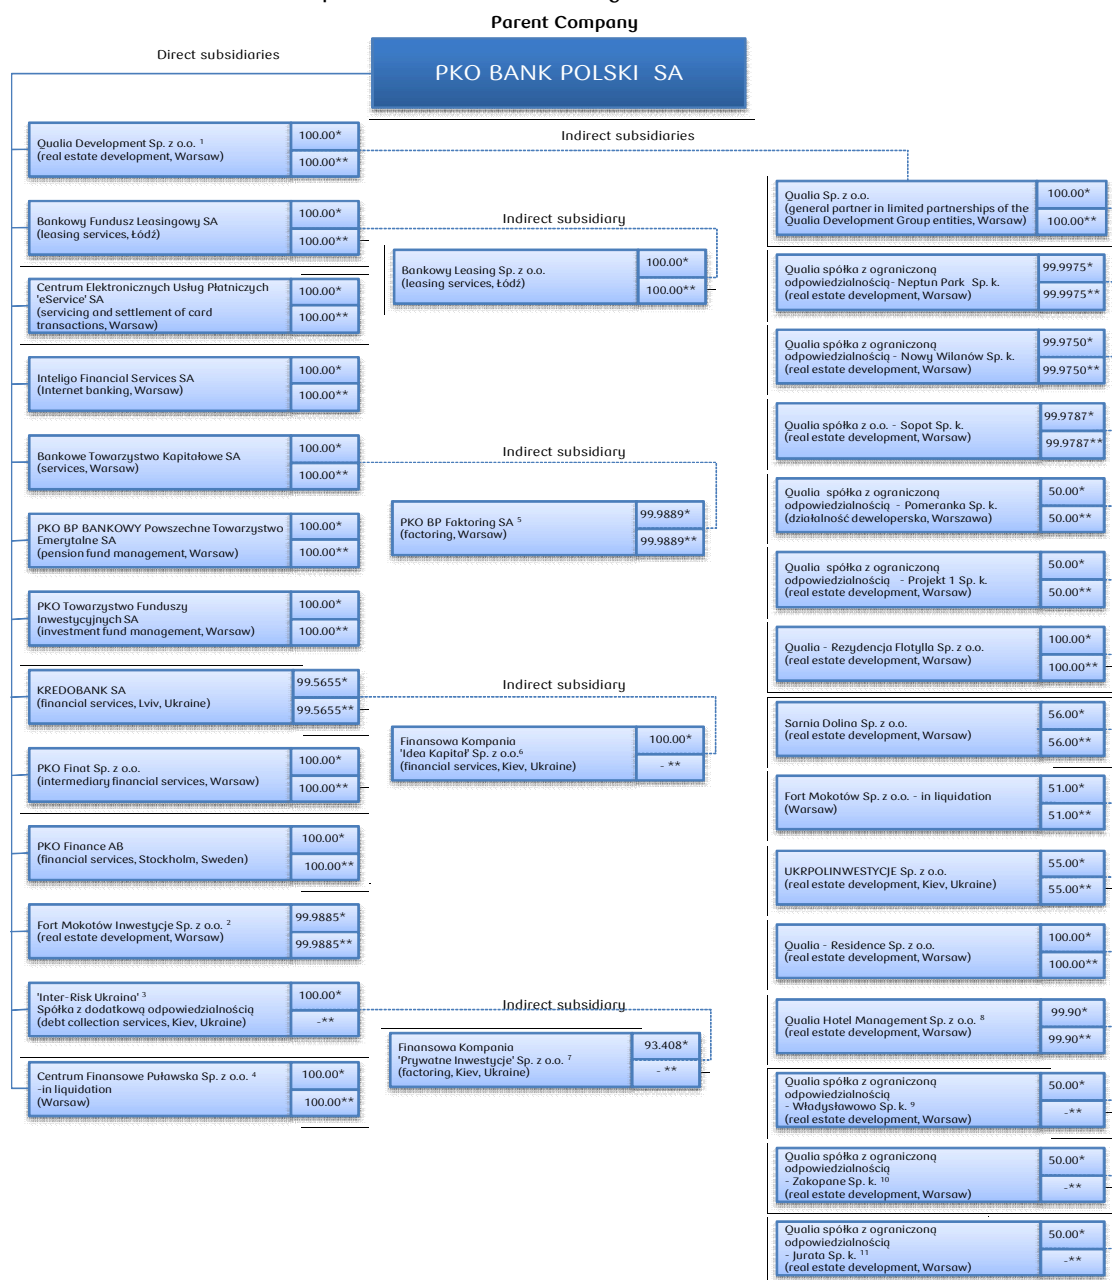 Parent Company
Direct subsidiaries
PKO BANK POLSKI SA
Qualia Development Sp. z o.o. 1
(real estate development, Warsaw)
100.00*
100.00**
Bankowy Fundusz Leasingowy SA
(leasing services, Łódź)
100.00*
100.00**
Centrum Elektronicznych Usług Płatniczych
'eService' SA
(servicing and settlement of card
transactions, Warsaw)
100.00*
100.00**
Inteligo Financial Services SA
(Internet banking, Warsaw)
100.00*
100.00**
Bankowe Towarzystwo Kapitałowe SA
(services, Warsaw)
100.00*
100.00**
PKO BP BANKOWY Powszechne Towarzystwo
Emerytalne SA
(pension fund management, Warsaw)
100.00*
100.00**
PKO Towarzystwo Funduszy
Inwestycyjnych SA
(investment fund management, Warsaw)
100.00*
100.00**
KREDOBANK SA
(financial services, Lviv, Ukraine)
99.5655*
99.5655**
PKO Finat Sp. z o.o.
(intermediary financial services, Warsaw)
100.00*
100.00**
PKO Finance AB
(financial services, Stockholm, Sweden)
100.00*
100.00**
Fort Mokotów Inwestycje Sp. z o.o. 2
(real estate development, Warsaw)
99.9885*
99.9885**
'Inter-Risk Ukraina' 3
Spółka z dodatkową odpowiedzialnością
(debt collection services, Kiev, Ukraine)
100.00*
-**
Centrum Finansowe Puławska Sp. z o.o. 4
-in liquidation
(Warsaw)
100.00*
100.00**
Indirect subsidiaries
Indirect subsidiary
Bankowy Leasing Sp. z o.o.
(leasing services, Łódź)
100.00*
100.00**
Indirect subsidiary
PKO BP Faktoring SA 5
(factoring, Warsaw)
99.9889*
99.9889**
Indirect subsidiary
Finansowa Kompania
'Idea Kapitał' Sp. z o.o.6
(financial services, Kiev, Ukraine)
100.00*
- **
Indirect subsidiary
Finansowa Kompania
'Prywatne Inwestycje' Sp. z o.o. 7
(factoring, Kiev, Ukraine)
93.408*
- **
Qualia Sp. z o.o.
(general partner in limited partnerships of the
Qualia Development Group entities, Warsaw)
100.00*
100.00**
Qualia spółka z ograniczoną
odpowiedzialnością- Neptun Park Sp. k.
(real estate development, Warsaw)
99.9975*
99.9975**
Qualia spółka z ograniczoną
odpowiedzialnością - Nowy Wilanów Sp. k.
(real estate development, Warsaw)
99.9750*
99.9750**
Qualia spółka z o.o. - Sopot Sp. k.
(real estate development, Warsaw)
99.9787*
99.9787**
Qualia spółka z ograniczoną
odpowiedzialnością - Pomeranka Sp. k.
(działalność deweloperska, Warszawa)
50.00*
50.00**
Qualia spółka z ograniczoną
odpowiedzialnością - Projekt 1 Sp. k.
(real estate development, Warsaw)
50.00*
50.00**
Qualia - Rezydencja Flotylla Sp. z o.o.
(real estate development, Warsaw)
100.00*
100.00**
Sarnia Dolina Sp. z o.o.
(real estate development, Warsaw)
56.00*
56.00**
Fort Mokotów Sp. z o.o. - in liquidation
(Warsaw)
51.00*
51.00**
UKRPOLINWESTYCJE Sp. z o.o.
(real estate development, Kiev, Ukraine)
55.00*
55.00**
Qualia - Residence Sp. z o.o.
(real estate development, Warsaw)
100.00*
100.00**
Qualia Hotel Management Sp. z o.o. 8
(real estate development, Warsaw)
99.90*
99.90**
Qualia spółka z ograniczoną
odpowiedzialnością
- Władysławowo Sp. k. 9
(real estate development, Warsaw)
50.00*
-**
Qualia spółka z ograniczoną
odpowiedzialnością
- Zakopane Sp. k. 10
(real estate development, Warsaw)
50.00*
-**
Qualia spółka z ograniczoną
odpowiedzialnością
- Jurata Sp. k. 11
(real estate development, Warsaw)
50.00*
-**